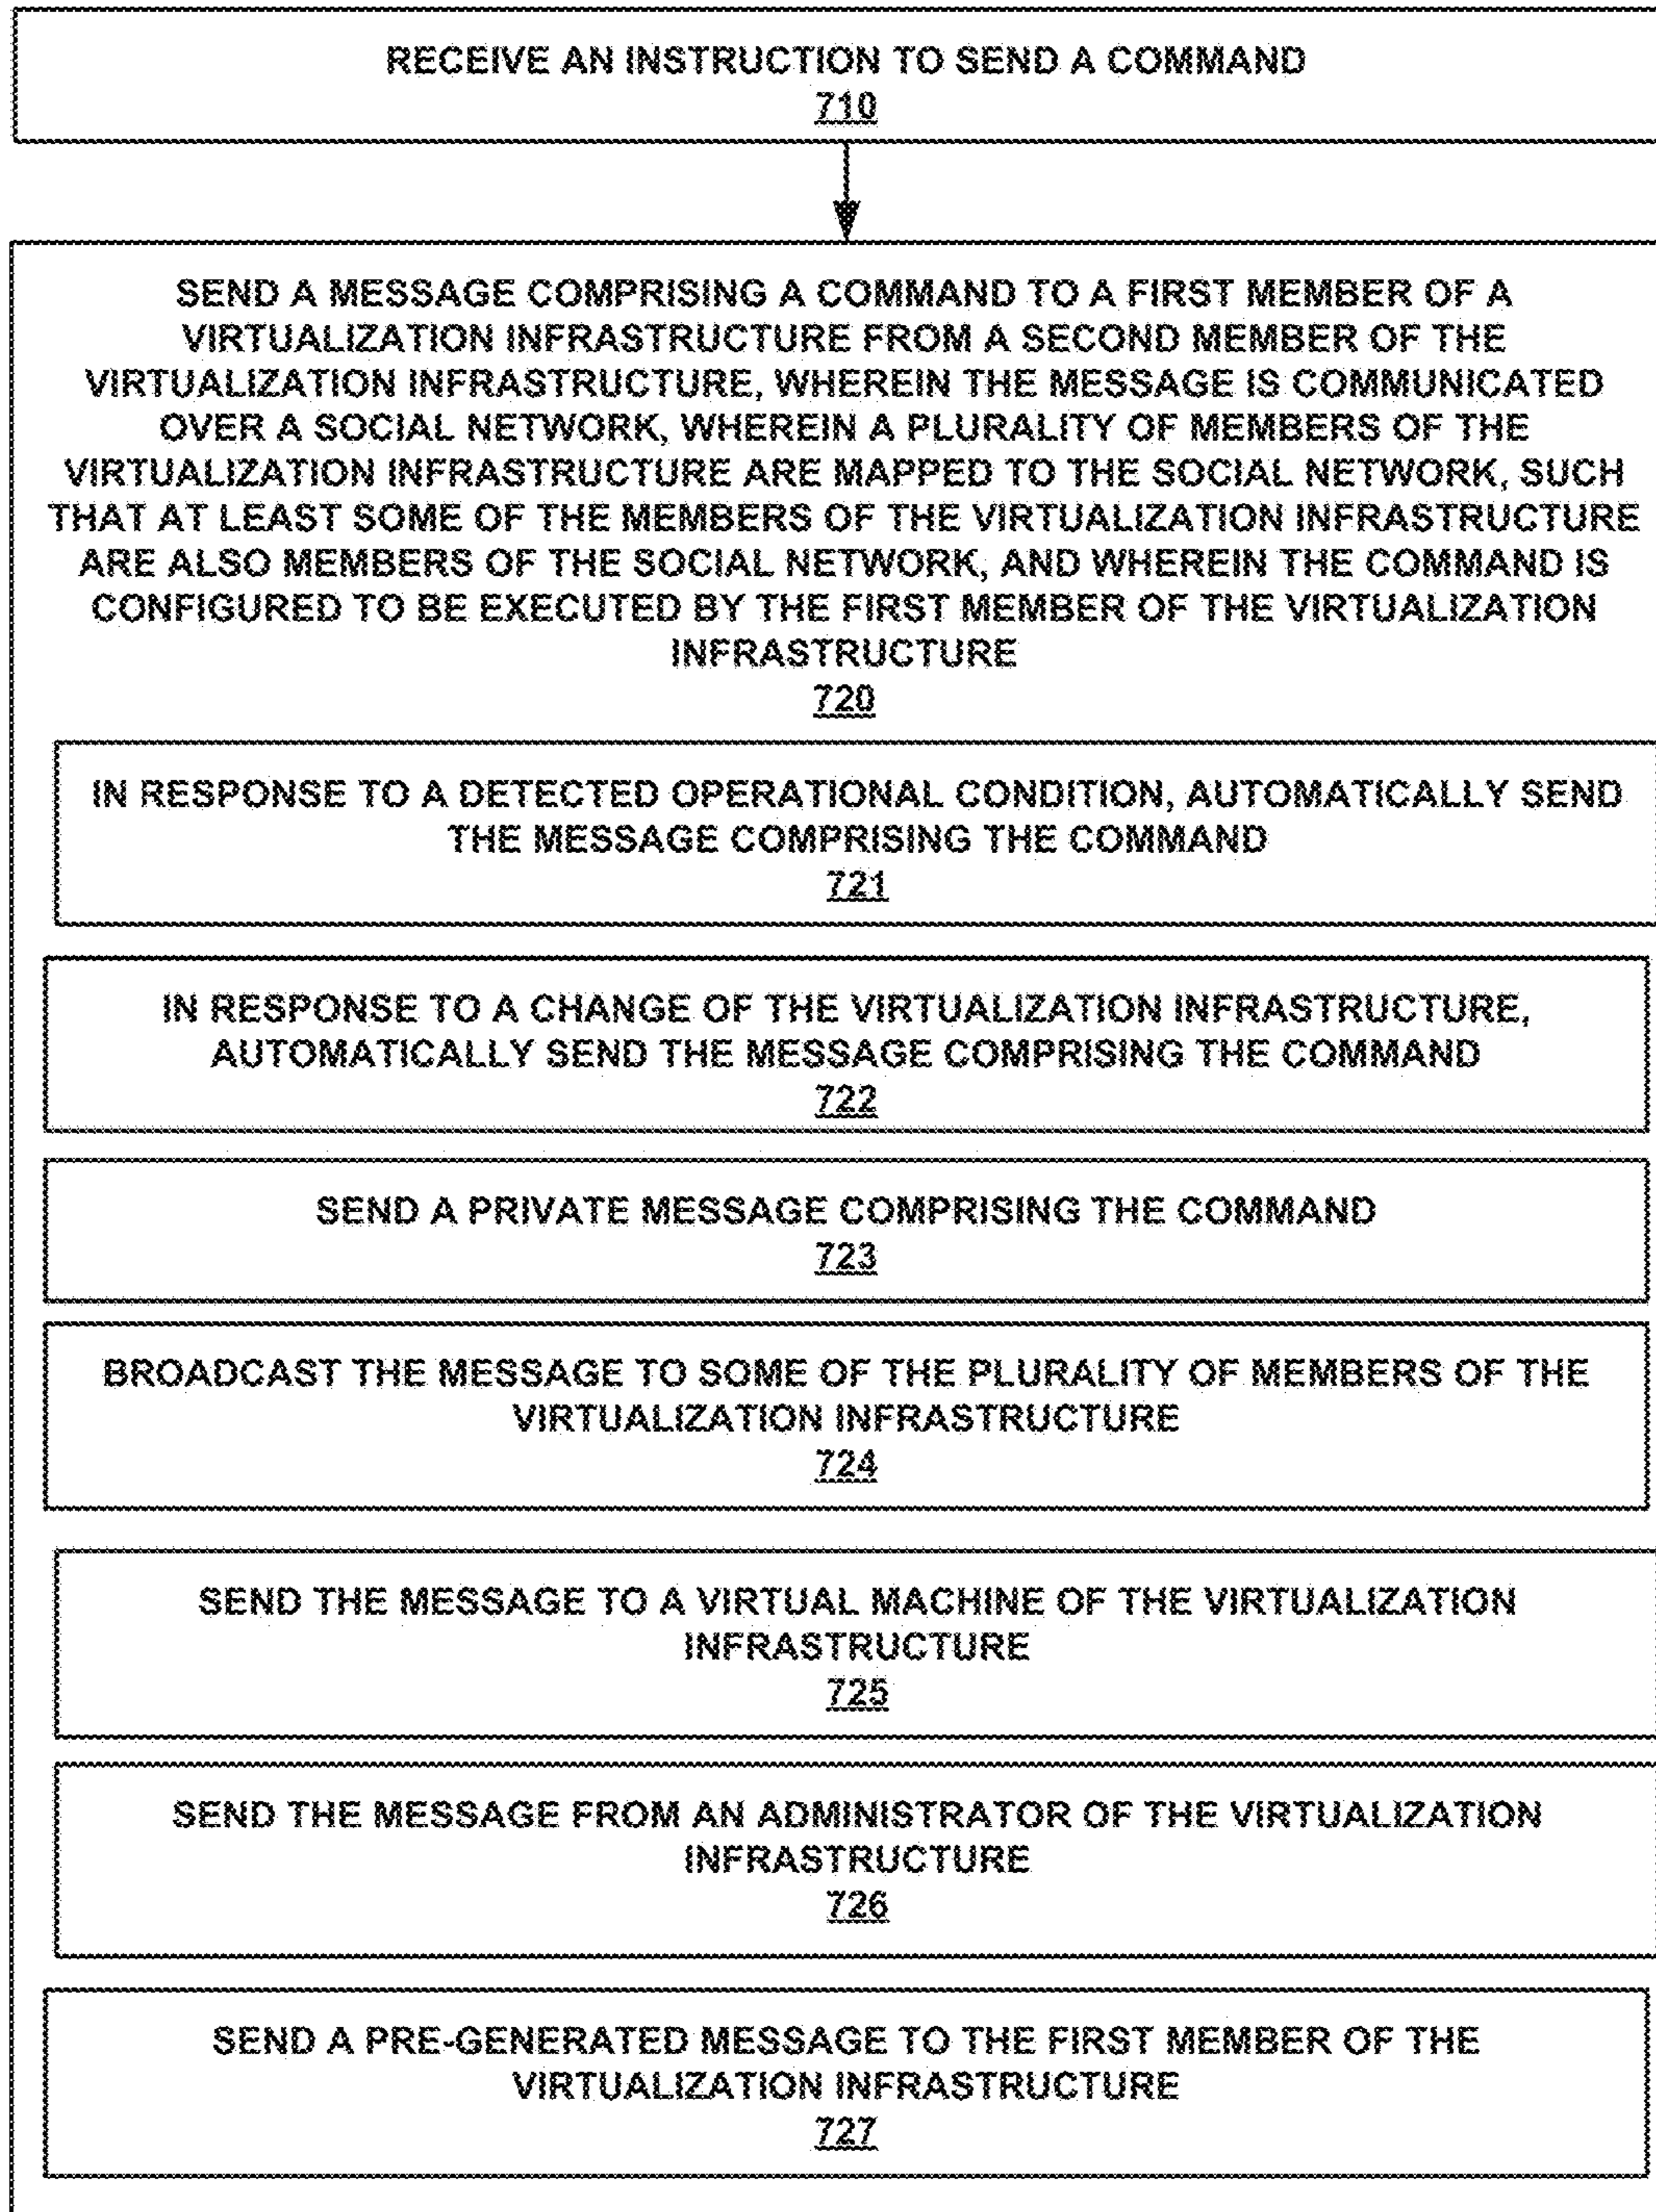 RECEIVE AN INSTRUCTION TO SEND A COMMAND
710
SEND A MESSAGE COMPRISING A COMMAND TO A FIRST MEMBER OF A
VIRTUALIZATION INFRASTRUCTURE FROM A SECOND MEMBER OF THE
VIRTUALIZATION INFRASTRUCTURE, WHEREIN THE MESSAGE IS COMMUNICATED
OVER A SOCIAL NETWORK, WHEREIN A PLURALITY OF MEMBERS OF THE
VIRTUALIZATION INFRASTRUCTURE ARE MAPPED TO THE SOCIAL NETWORK, SUCH
THAT AT LEAST SOME OF THE MEMBERS OF THE VIRTUALIZATION INFRASTRUCTURE
ARE ALSO MEMBERS OF THE SOCIAL NETWORK, AND WHEREIN THE COMMAND IS
CONFIGURED TO BE EXECUTED BY THE FIRST MEMBER OF THE VIRTUALIZATION
INFRASTRUCTURE
720
IN RESPONSE TO A DETECTED OPERATIONAL CONDITION, AUTOMATICALLY SEND
THE MESSAGE COMPRISING THE COMMAND
721
IN RESPONSE TO A CHANGE OF THE VIRTUALIZATION INFRASTRUCTURE,
AUTOMATICALLY SEND THE MESSAGE COMPRISING THE COMMAND
722
SEND A PRIVATE MESSAGE COMPRISING THE COMMAND
723
BROADCAST THE MESSAGE TO SOME OF THE PLURALITY OF MEMBERS OF THE
VIRTUALIZATION INFRASTRUCTURE
724
SEND THE MESSAGE TO A VIRTUAL MACHINE OF THE VIRTUALIZATION
INFRASTRUCTURE
725
SEND THE MESSAGE FROM AN ADMINISTRATOR OF THE VIRTUALIZATION
INFRASTRUCTURE
726
SEND A PRE-GENERATED MESSAGE TO THE FIRST MEMBER OF THE
VIRTUALIZATION INFRASTRUCTURE
727